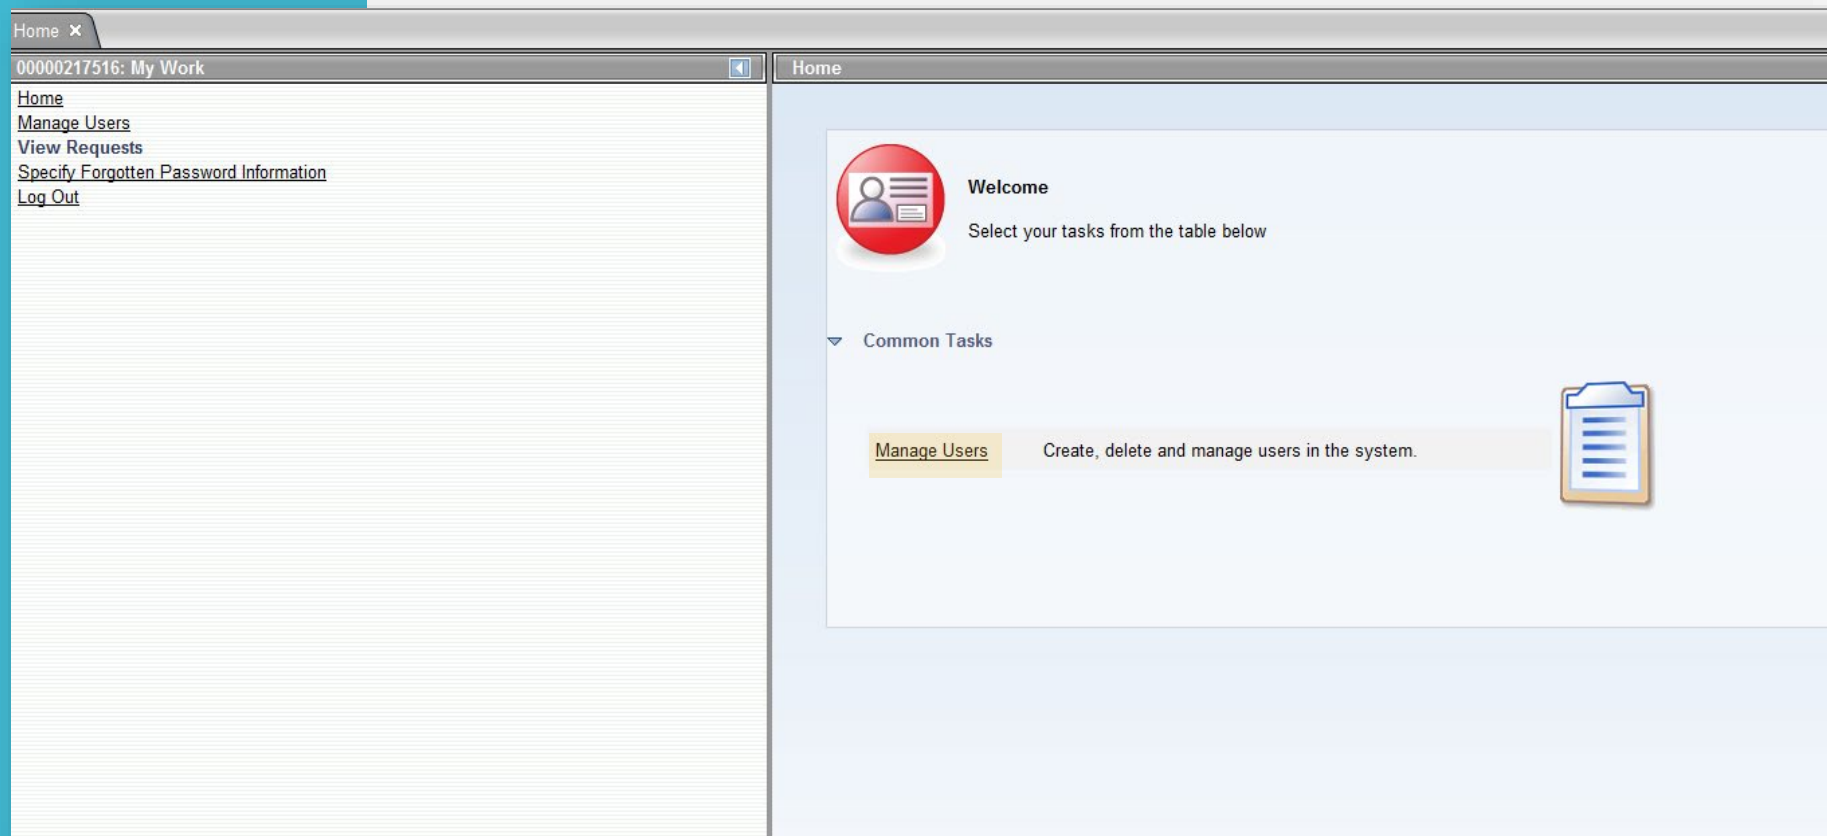 Home
00000217516: My Work
Home
Manage Users
View Requests
Specify Forgotten Password Information
Log Out
Home
Welcome
Select your tasks from the table below
Common Tasks
Manage Users Create, delete and manage users in the system.